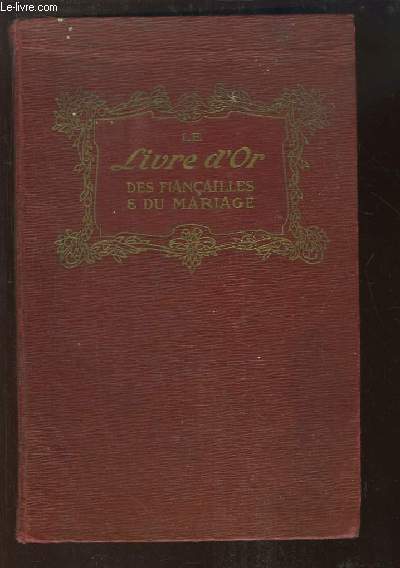 Le-livre.com
LE
Livre d'Or
DES FIANÇAILLES
& DU MARIAGE